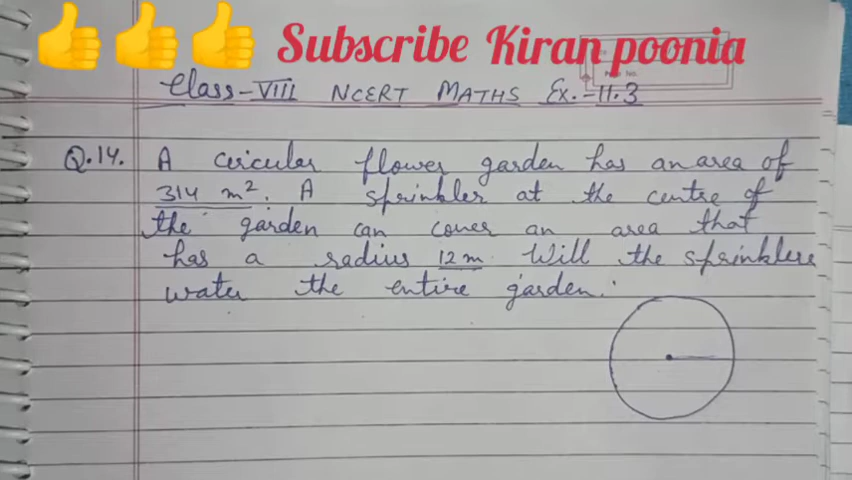 Subscribe Kiran poonia
Class-VIII NCERT MATHS Ex.-11.3
Q.14. A circular flower garden has an area of
314 m². A sprinkler at the centre of
the garden can cover an area that
has a radius 12m. Will the sprinklere
water the entire garden.